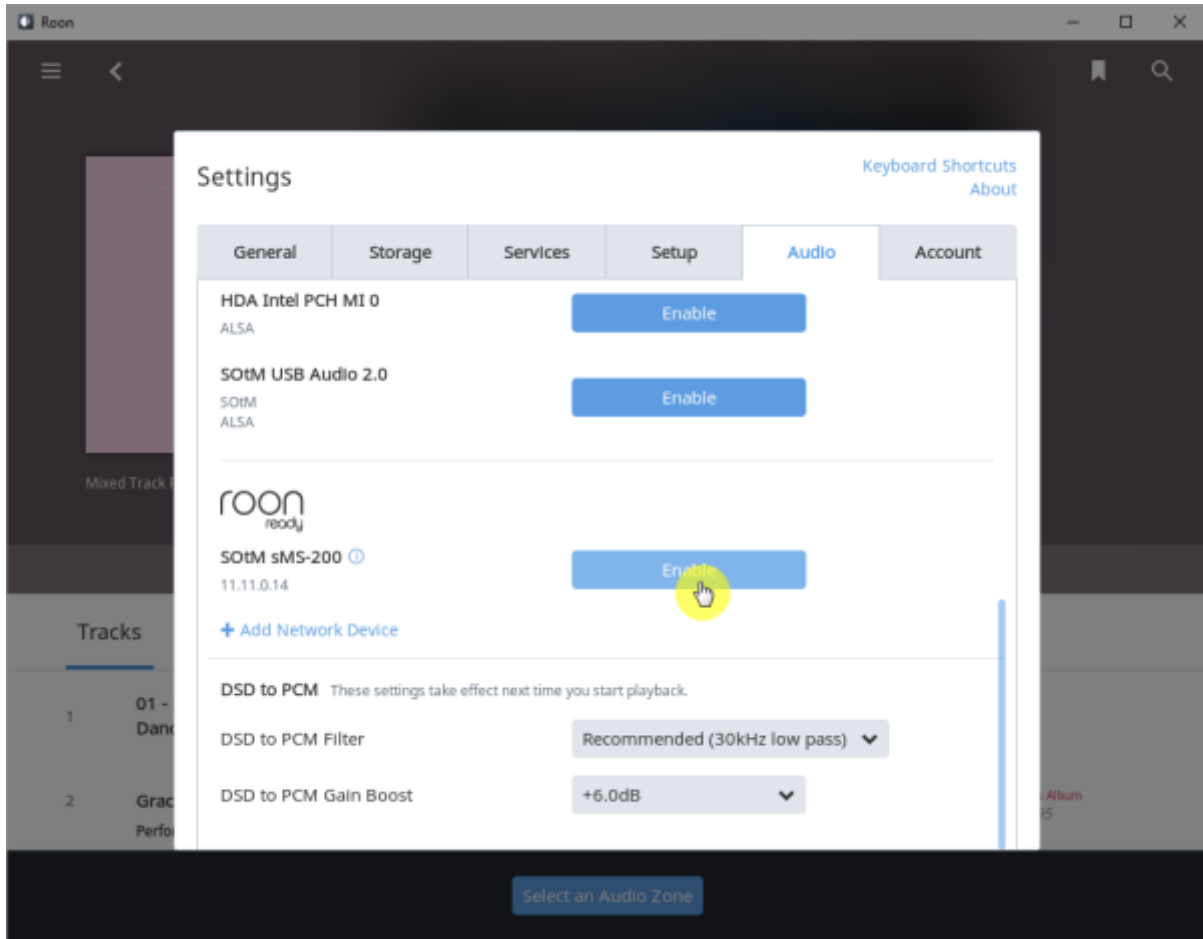 Roon
Settings
Keyboard Shortcuts
About
General Storage Services Setup Audio Account
HDA Intel PCH MI 0
Enable
ALSA
SOtM USB Audio 2.0
Enable
SOtM
ALSA
Mixed Track
roon
ready
SOtM sMS-200
Enable
11.11.0.14
+ Add Network Device
Tracks
DSD to PCM These settings take effect next time you start playback.
01 -
1
Danc
DSD to PCM Filter Recommended (30kHz low pass)
DSD to PCM Gain Boost +6.0dB
2 Grac
Album
Perfo
Select an Audio Zone